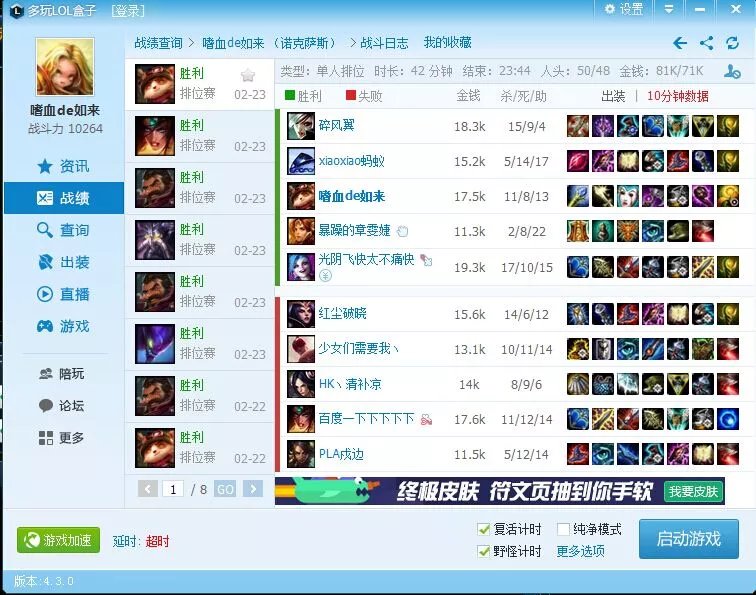 多玩LOL盒子 [登录] 设置
战绩查询 > 嗜血de如来 (诺克萨斯) > 战斗日志 我的收藏
嗜血de如来
战斗力 10264
资讯
战绩
查询
出装
直播
游戏
陪玩
论坛
更多
胜利
排位赛 02-23
胜利
排位赛 02-23
胜利
排位赛 02-23
胜利
排位赛 02-23
胜利
排位赛 02-23
胜利
排位赛 02-23
胜利
排位赛 02-22
胜利
排位赛 02-22
1 / 8 GO
类型: 单人排位 时长: 42 分钟 结束: 23:44 人头: 50/48 金钱: 81K/71K
胜利 失败 金钱 杀/死/助 出装 | 10分钟数据
碎风翼 18.3k 15/9/4
xiaoxiao蚂蚁 15.2k 5/14/17
嗜血de如来 17.5k 11/8/13
暴躁的章雯婕 11.3k 2/8/22
光阴飞快太不痛快 19.3k 17/10/15
红尘破晓 15.6k 14/6/12
少女们需要我丶 13.1k 10/11/14
HK丶清补凉 14k 8/9/6
百度一下下下下下 17.6k 11/12/14
PLA戍边 11.5k 5/12/14
终极皮肤 符文页抽到你手软 我要皮肤
游戏加速 延时: 超时
复活计时 纯净模式
野怪计时 更多选项
启动游戏
版本:4.3.0